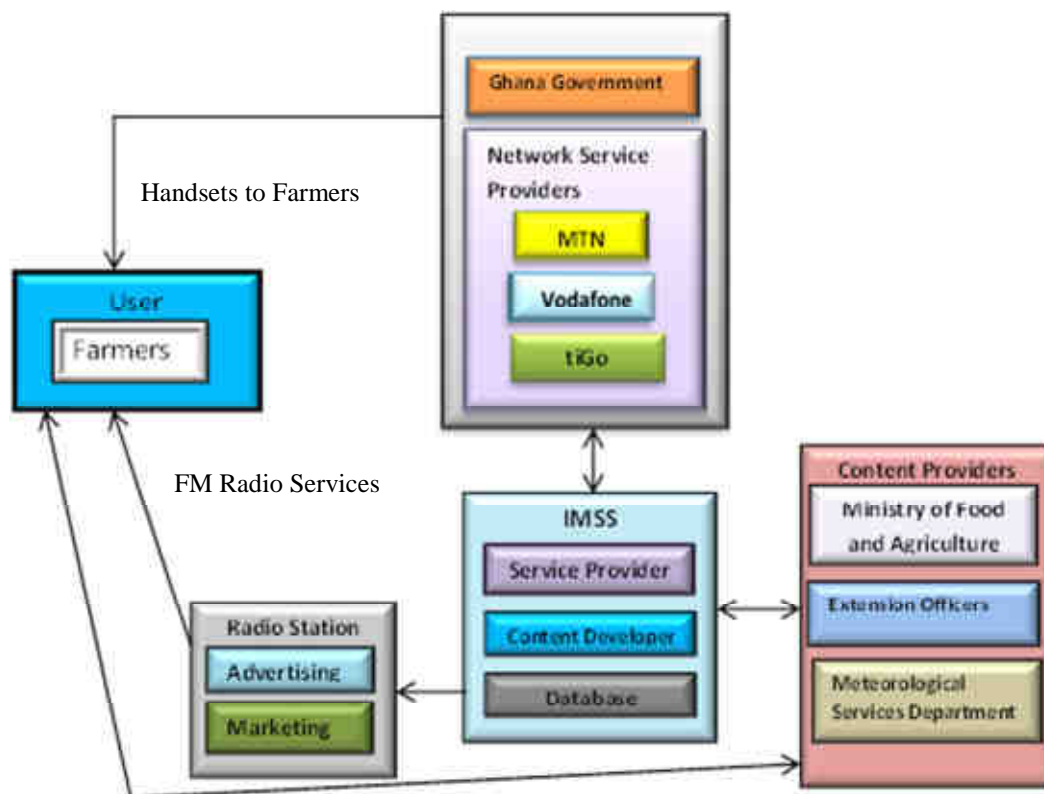 Ghana Government
Network Service
Providers
MTN
Vodafone
tiGo
Handsets to Farmers
User
Farmers
FM Radio Services
IMSS
Service Provider
Content Developer
Database
Content Providers
Ministry of Food
and Agriculture
Extension Officers
Meteorological
Services Department
Radio Station
Advertising
Marketing